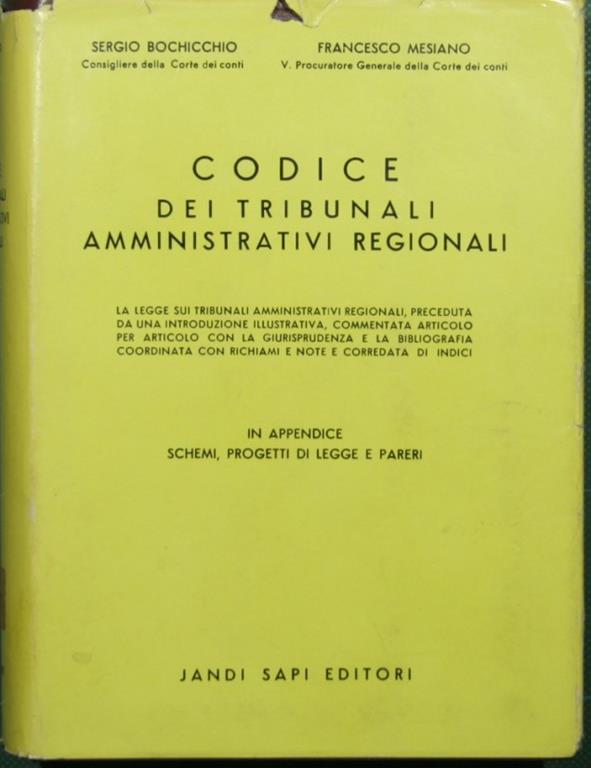 SERGIO BOCHICCHIO
Consigliere della Corte dei conti
FRANCESCO MESIANO
V. Procuratore Generale della Corte dei conti
CODICE
DEI TRIBUNALI
AMMINISTRATIVI REGIONALI
LA LEGGE SUI TRIBUNALI AMMINISTRATIVI REGIONALI, PRECEDUTA
DA UNA INTRODUZIONE ILLUSTRATIVA, COMMENTATA ARTICOLO
PER ARTICOLO CON LA GIURISPRUDENZA E LA BIBLIOGRAFIA
COORDINATA CON RICHIAMI E NOTE E CORREDATA DI INDICI
IN APPENDICE
SCHEMI, PROGETTI DI LEGGE E PARERI
JANDI SAPI EDITORI